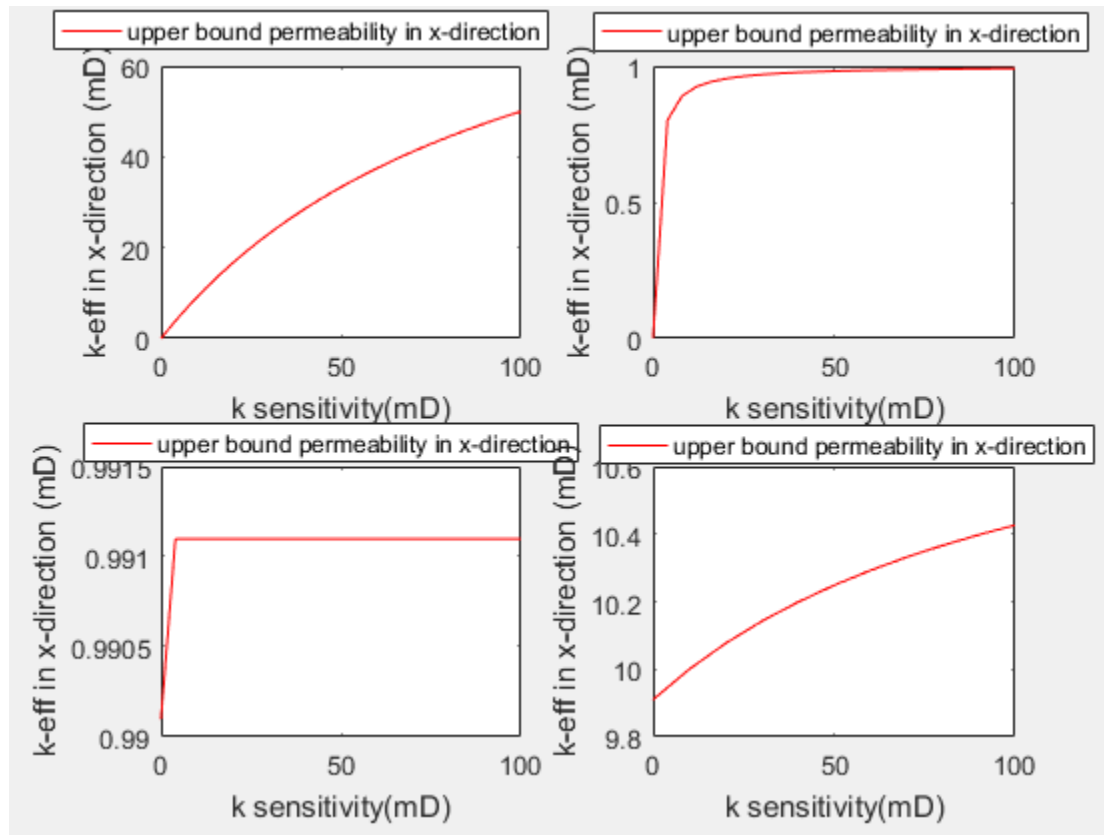 upper bound permeability in x-direction
60
40
20
0
k-eff in x-direction (mD)
0 50 100
k sensitivity(mD)
upper bound permeability in x-direction
1
0.5
0
k-eff in x-direction (mD)
0 50 100
k sensitivity(mD)
upper bound permeability in x-direction
0.9915
0.991
0.9905
0.99
k-eff in x-direction (mD)
0 50 100
k sensitivity(mD)
upper bound permeability in x-direction
10.6
10.4
10.2
10
9.8
k-eff in x-direction (mD)
0 50 100
k sensitivity(mD)